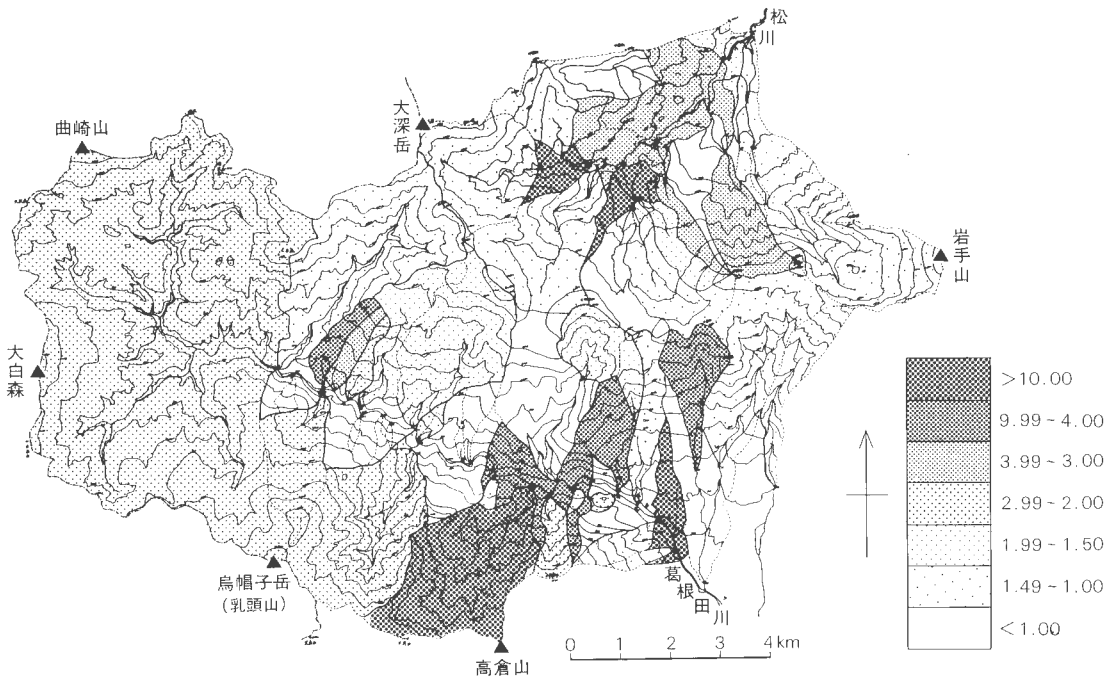 松川
大深岳
曲崎山
岩手山
大白森
烏帽子岳
(乳頭山)
高倉山
葛根田川
0 1 2 3 4 km
>10.00
9.99~4.00
3.99~3.00
2.99~2.00
1.99~1.50
1.49~1.00
<1.00